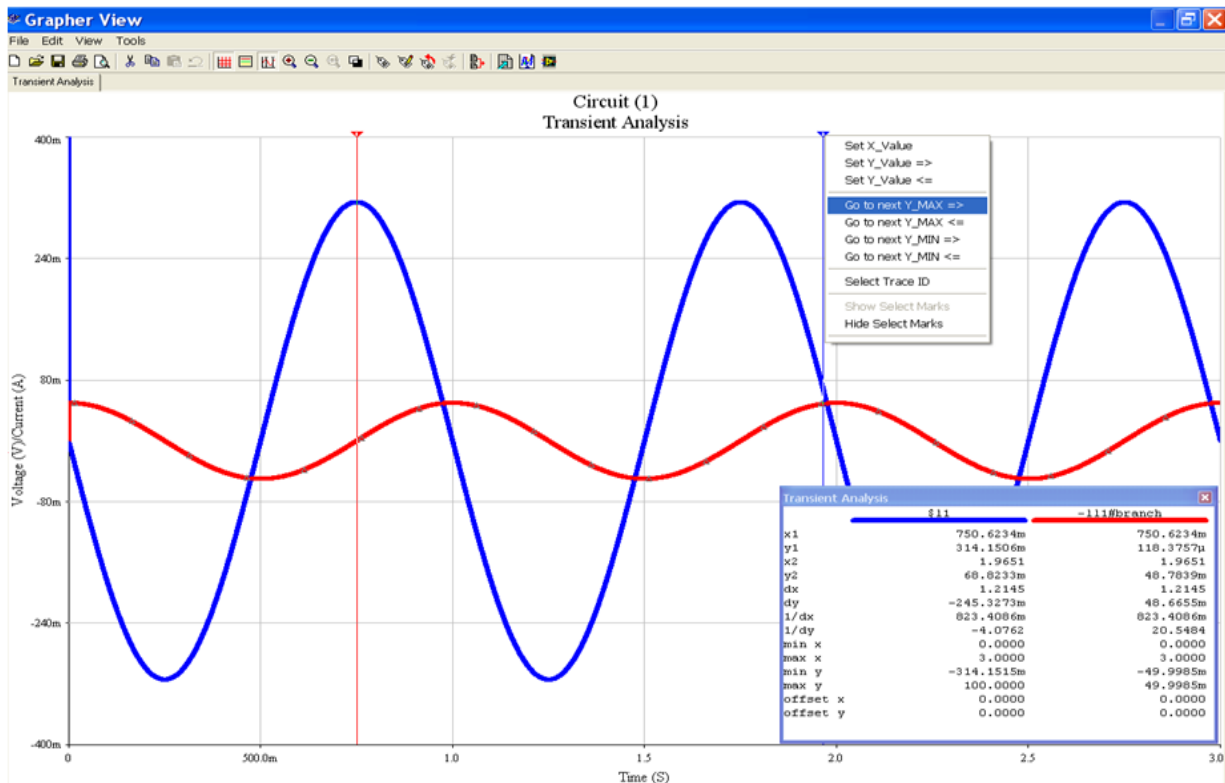 Grapher View
File Edit View Tools
Transient Analysis
Circuit (1)
Transient Analysis
Set X_Value
Set Y_Value =>
Set Y_Value <=
Go to next Y_MAX =>
Go to next Y_MAX <=
Go to next Y_MIN =>
Go to next Y_MIN <=
Select Trace ID
Show Select Marks
Hide Select Marks
Voltage (V)/Current (A)
400m
240m
80m
-80m
-240m
-400m
0 500.0m 1.0 1.5 2.0 2.5 3.0
Time (S)
Transient Analysis
$11 -111#branch
x1 750.6234m 750.6234m
y1 314.1506m 118.3757µ
x2 1.9651 1.9651
y2 68.8233m 48.7839m
dx 1.2145 1.2145
dy -245.3273m 48.6655m
1/dx 823.4086m 823.4086m
1/dy -4.0762 20.5484
min x 0.0000 0.0000
max x 3.0000 3.0000
min y -314.1515m -49.9985m
max y 100.0000 49.9985m
offset x 0.0000 0.0000
offset y 0.0000 0.0000